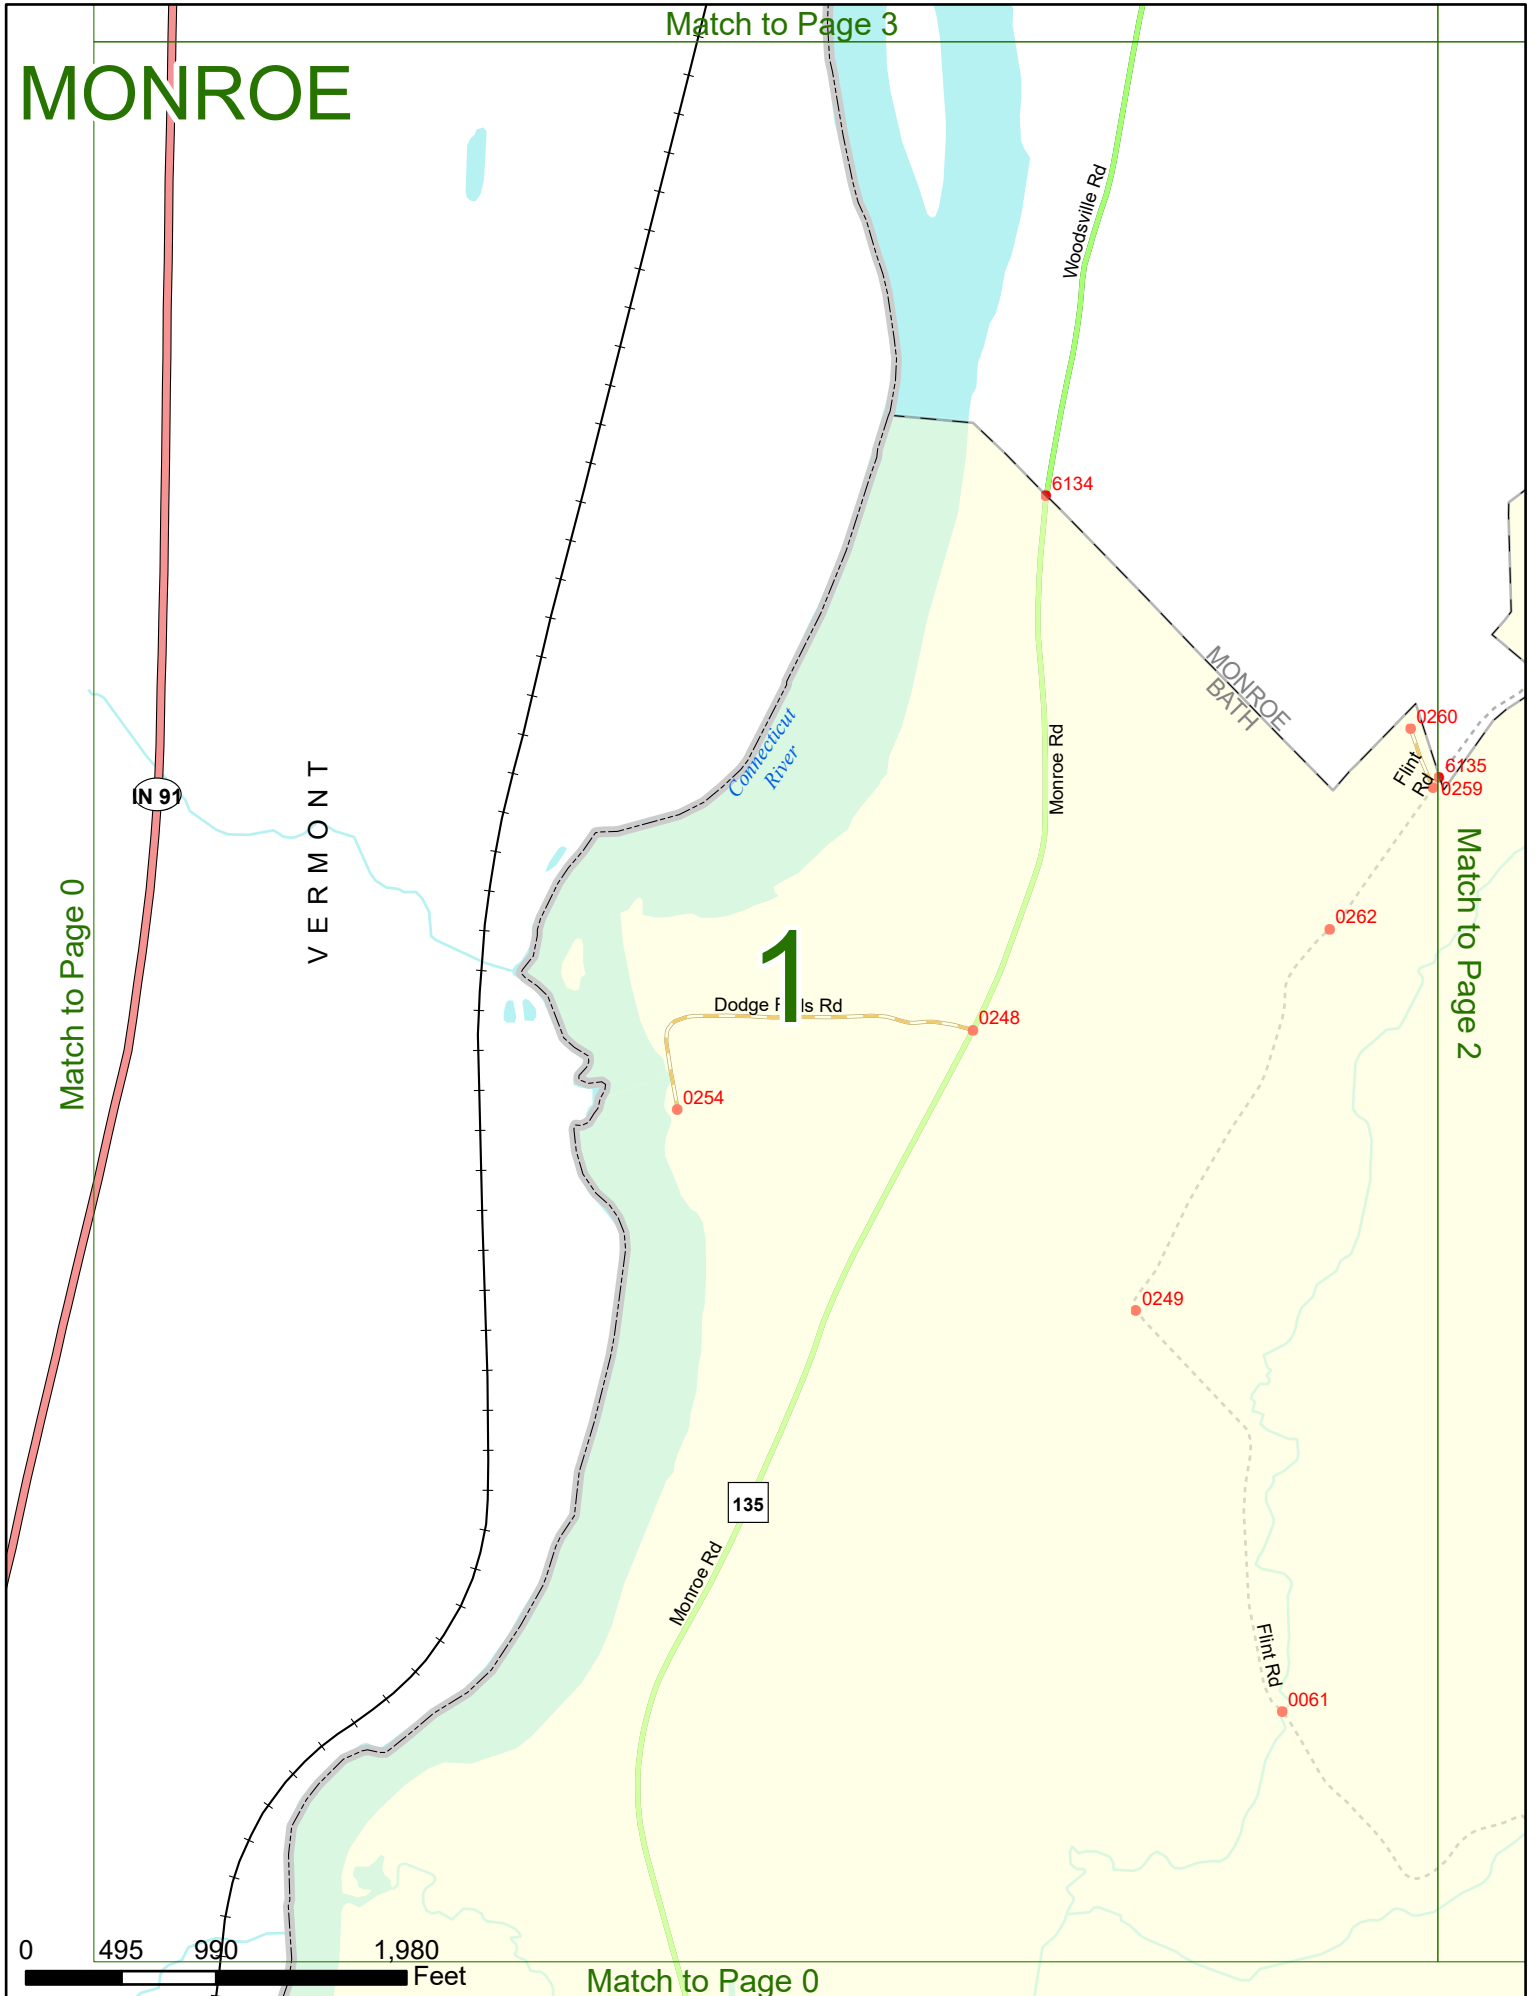 Match to Page 3
MONROE
Woodsville Rd
6134
MONROE
BATH
0260
Flint
Rd
6135
0259
Connecticut
River
Monroe Rd
IN 91
VERMONT
Match to Page 0
Match to Page 2
0262
1
Dodge F ls Rd
0248
0254
0249
135
Monroe Rd
Flint Rd
0061
0 495 990 1,980
Feet
Match to Page 0